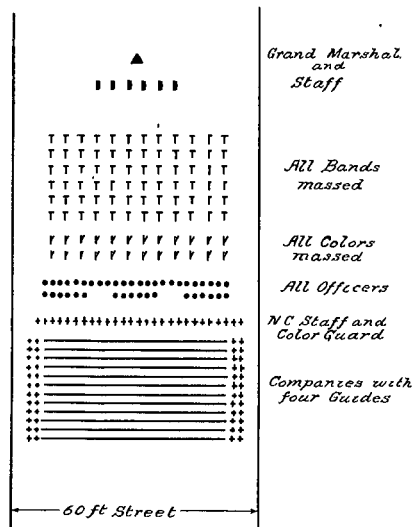 Grand Marshal
and
Staff
All Bands
massed
All Colors
massed
All Officers
NC Staff and
Color Guard
Companies with
four Guides
60 ft Street